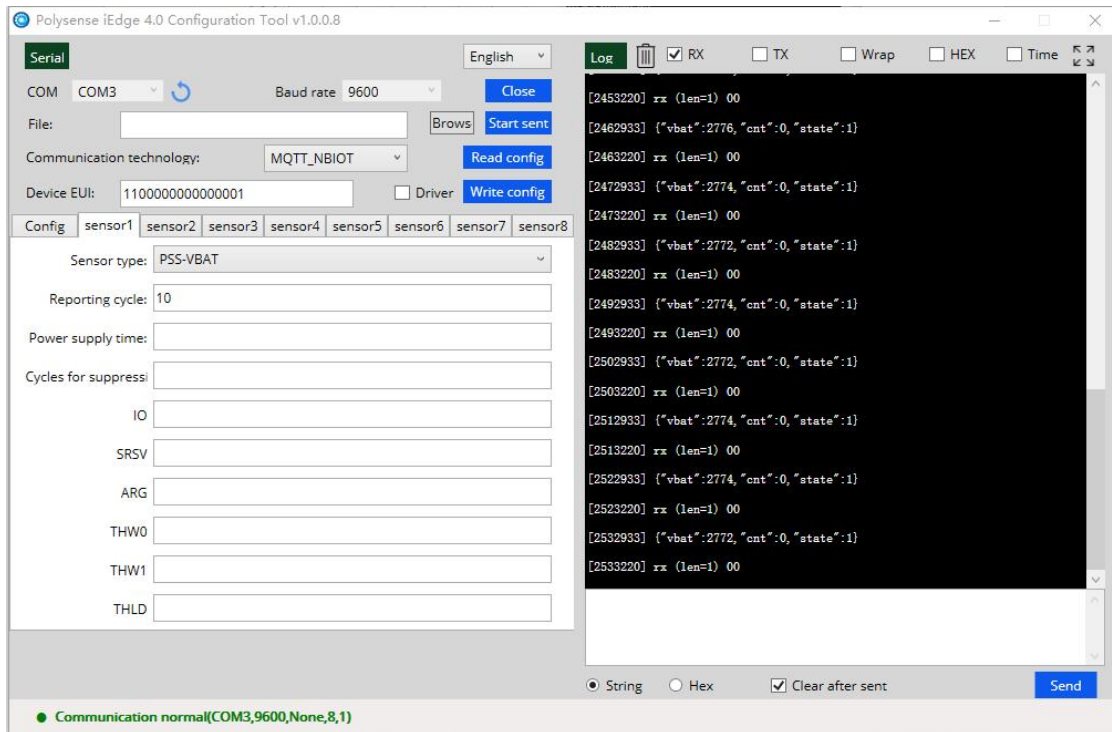 Polysense iEdge 4.0 Configuration Tool v1.0.0.8
Serial
English
COM COM3 Baud rate 9600 Close
File: Brows Start sent
Communication technology: MQTT_NBIOT Read config
Device EUI: 1100000000000001 Driver Write config
Config sensor1 sensor2 sensor3 sensor4 sensor5 sensor6 sensor7 sensor8
Sensor type: PSS-VBAT
Reporting cycle: 10
Power supply time:
Cycles for suppressi
IO
SRSV
ARG
THW0
THW1
THLD
Log RX TX Wrap HEX Time
[2453220] rx (len=1) 00
[2462933] {"vbat":2776,"cnt":0,"state":1}
[2463220] rx (len=1) 00
[2472933] {"vbat":2774,"cnt":0,"state":1}
[2473220] rx (len=1) 00
[2482933] {"vbat":2772,"cnt":0,"state":1}
[2483220] rx (len=1) 00
[2492933] {"vbat":2774,"cnt":0,"state":1}
[2493220] rx (len=1) 00
[2502933] {"vbat":2772,"cnt":0,"state":1}
[2503220] rx (len=1) 00
[2512933] {"vbat":2774,"cnt":0,"state":1}
[2513220] rx (len=1) 00
[2522933] {"vbat":2774,"cnt":0,"state":1}
[2523220] rx (len=1) 00
[2532933] {"vbat":2772,"cnt":0,"state":1}
[2533220] rx (len=1) 00
String Hex Clear after sent Send
Communication normal(COM3,9600,None,8,1)